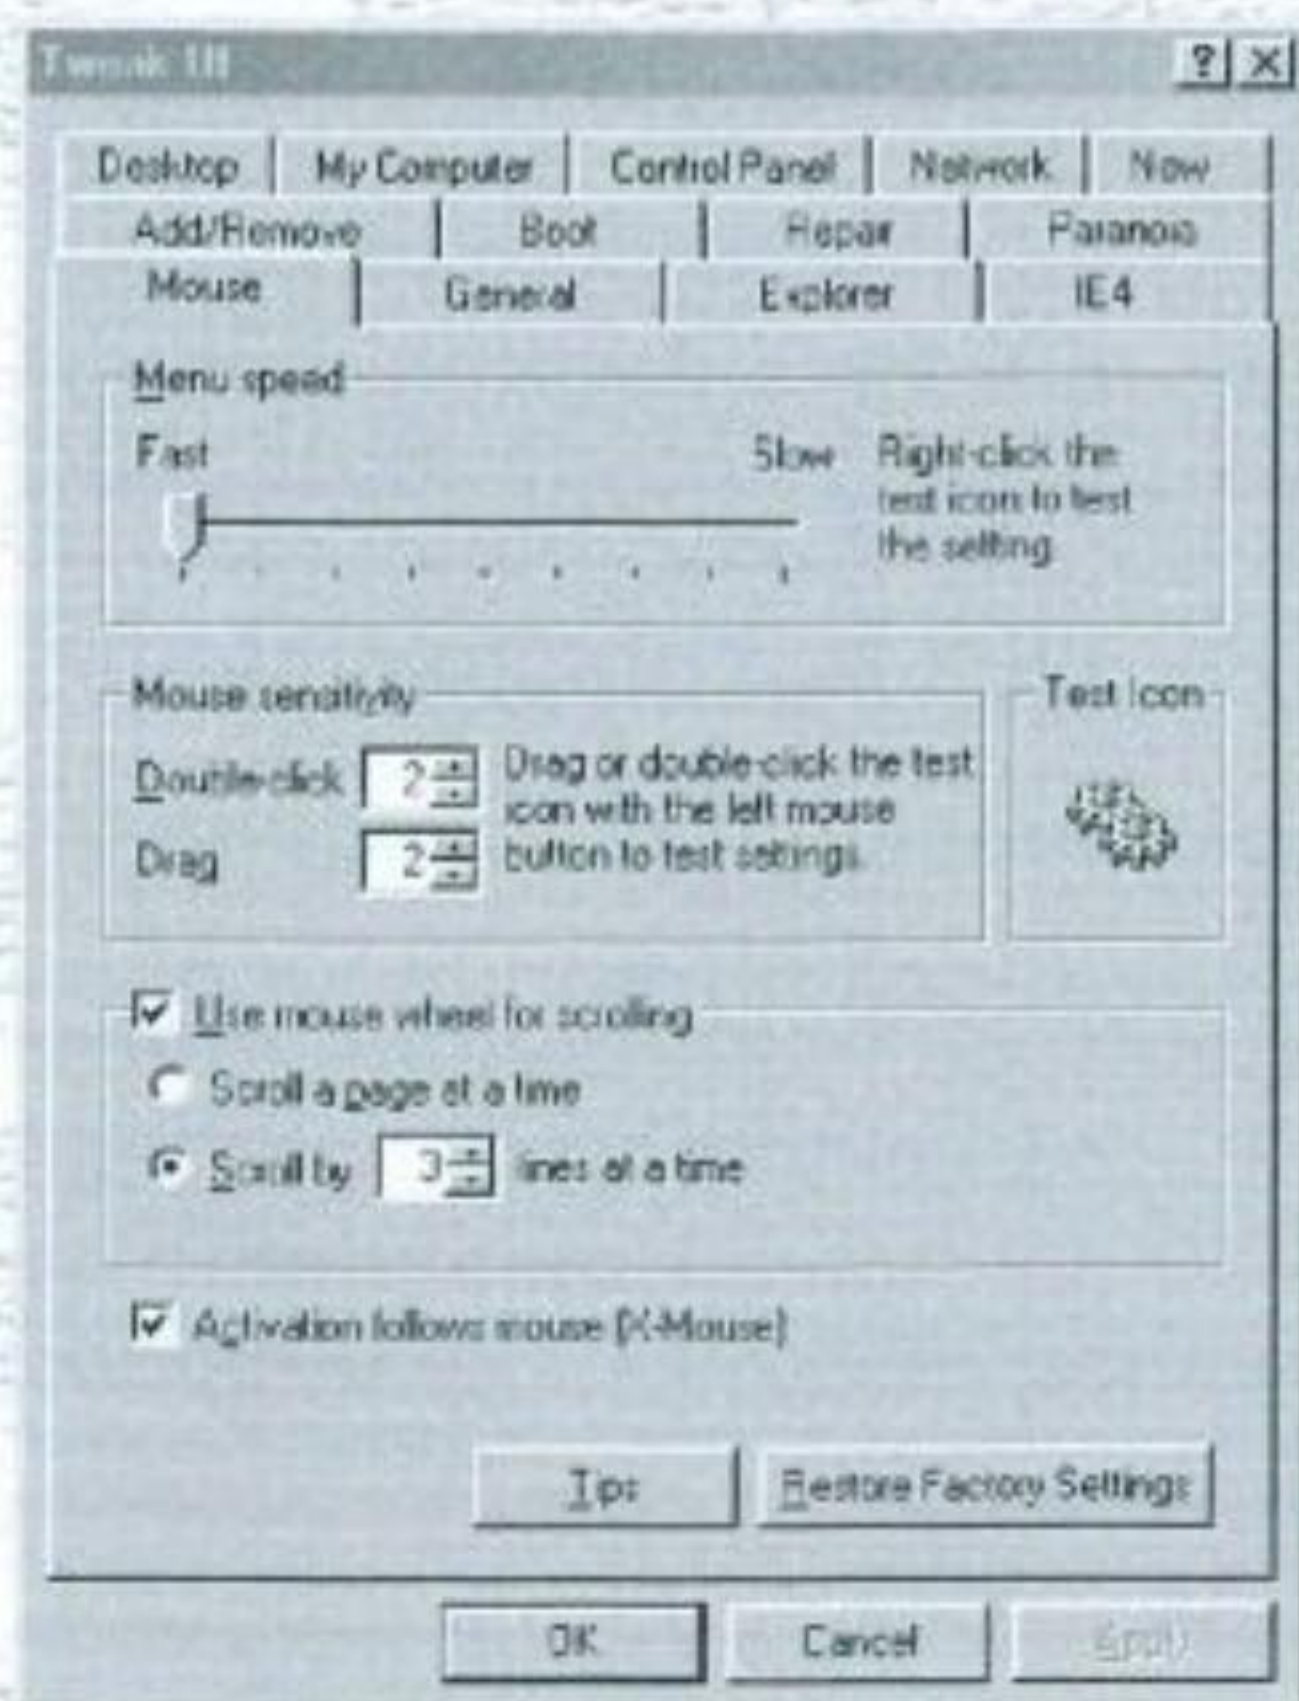 Tweak UI
Desktop My Computer Control Panel Network New
Add/Remove Boot Repair Paranoia
Mouse General Explorer IE4
Menu speed
Fast Slow Right-click the
test icon to test
the setting.
Mouse sensitivity Test Icon
Double-click 2 Drag or double-click the test
icon with the left mouse
Drag 2 button to test settings.
Use mouse wheel for scrolling
Scroll a page at a time
Scroll by 3 lines at a time
Activation follows mouse (X-Mouse)
Tips Restore Factory Settings
OK Cancel Apply